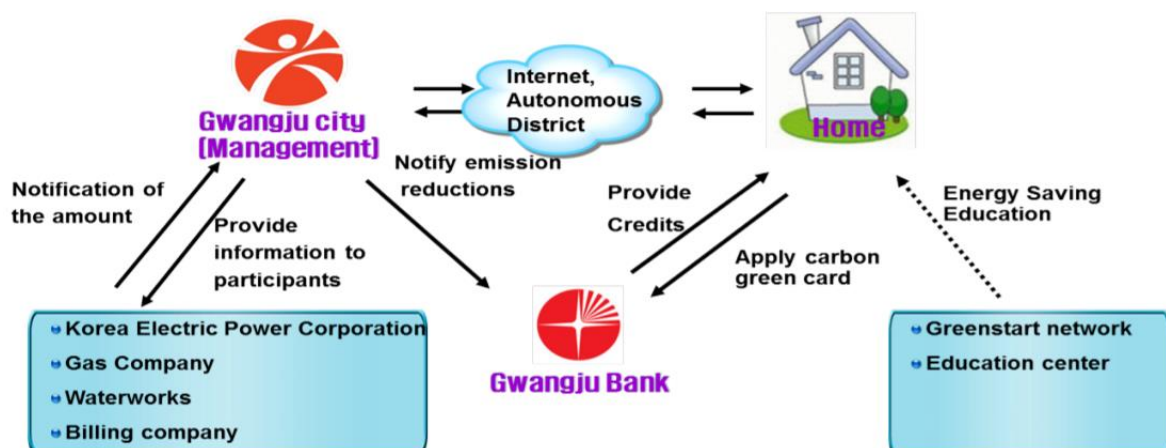 Gwangju city
(Management)
Internet,
Autonomous
District
Home
Notification of
the amount
Provide
information to
participants
Notify emission
reductions
Provide
Credits
Apply carbon
green card
Energy Saving
Education
Korea Electric Power Corporation
Gas Company
Waterworks
Billing company
Gwangju Bank
Greenstart network
Education center